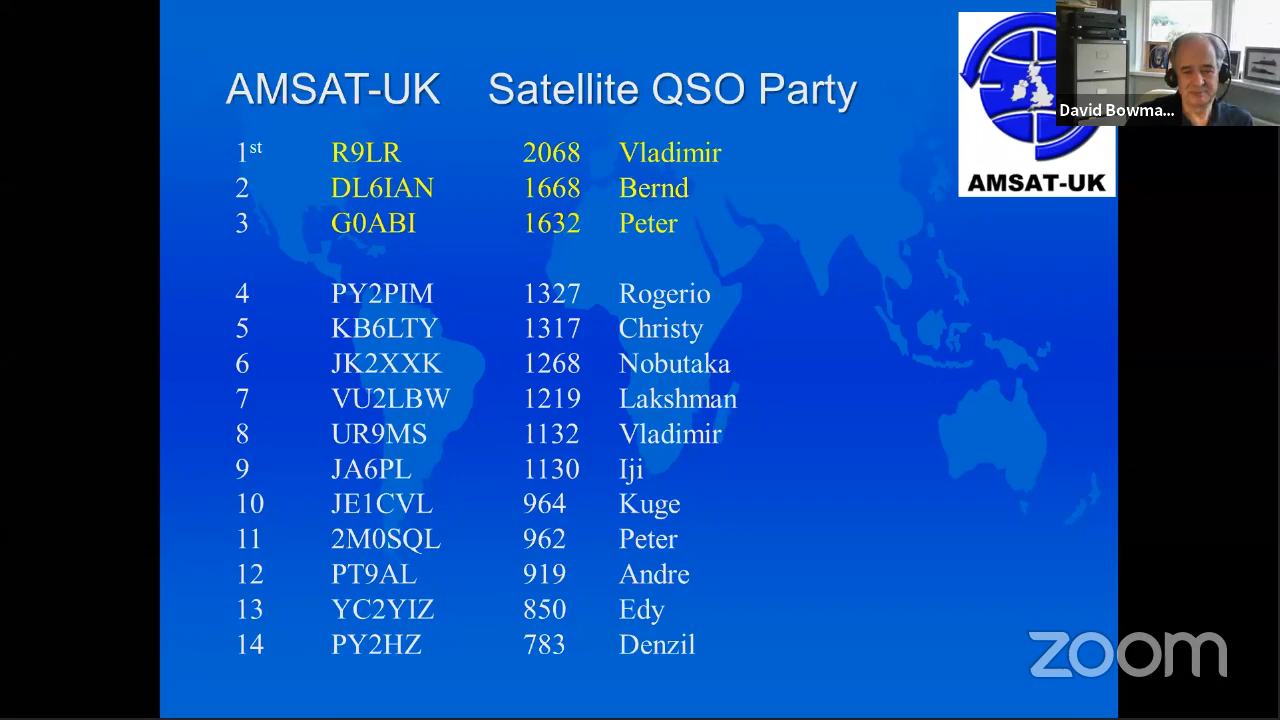 AMSAT-UK Satellite QSO Party
1st R9LR 2068 Vladimir
2 DL6IAN 1668 Bernd
3 G0ABI 1632 Peter
4 PY2PIM 1327 Rogerio
5 KB6LTY 1317 Christy
6 JK2XXK 1268 Nobutaka
7 VU2LBW 1219 Lakshman
8 UR9MS 1132 Vladimir
9 JA6PL 1130 Iji
10 JE1CVL 964 Kuge
11 2M0SQL 962 Peter
12 PT9AL 919 Andre
13 YC2YIZ 850 Edy
14 PY2HZ 783 Denzil
David Bowma...
AMSAT-UK
zoom